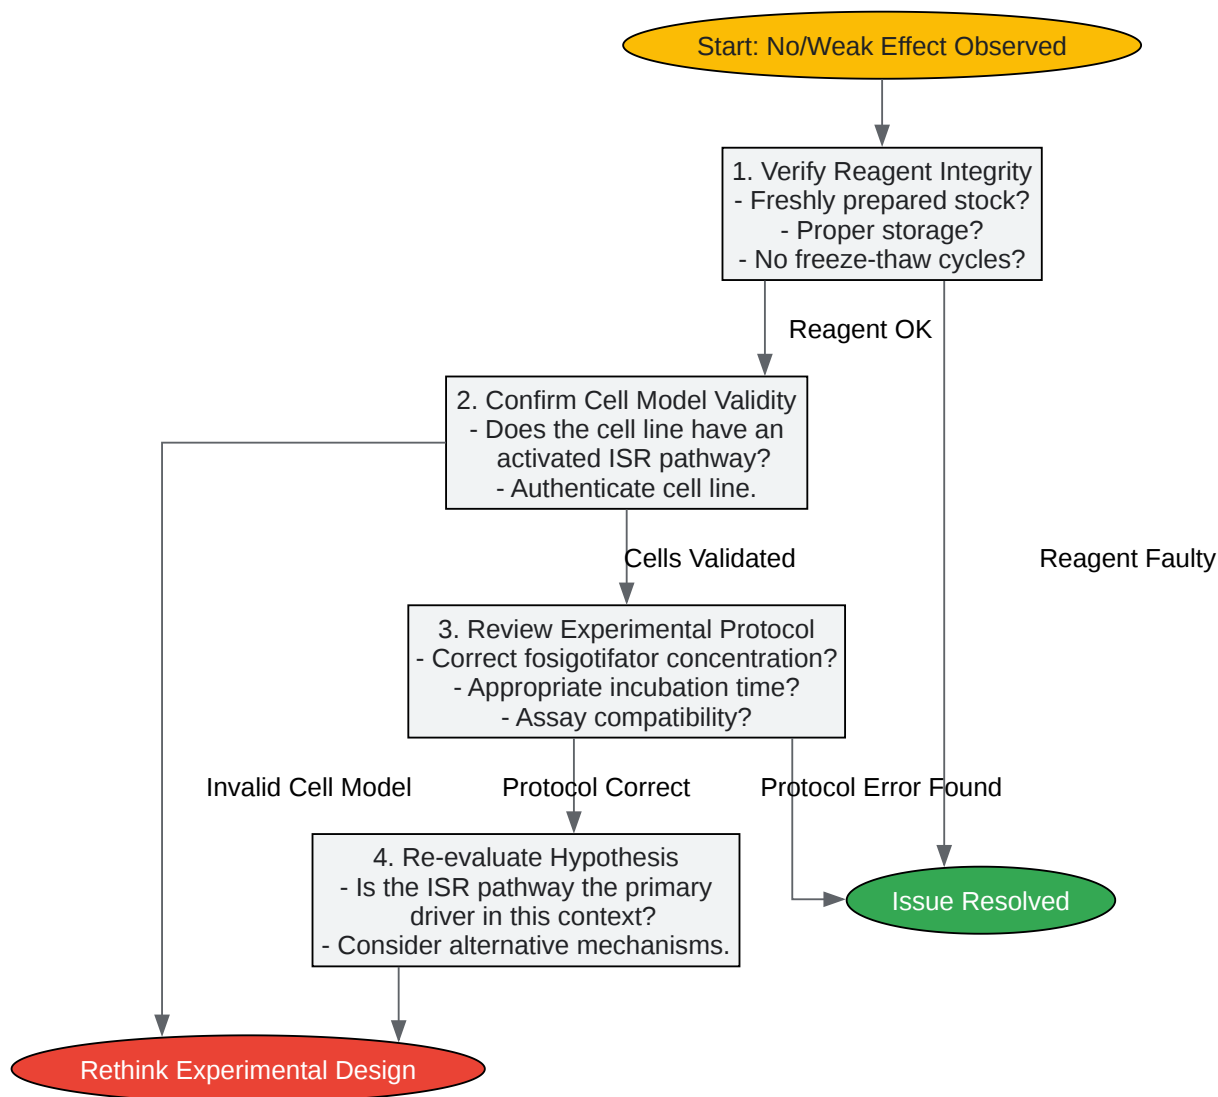 Start: No/Weak Effect Observed
1. Verify Reagent Integrity
- Freshly prepared stock?
- Proper storage?
- No freeze-thaw cycles?
Reagent OK
2. Confirm Cell Model Validity
- Does the cell line have an
activated ISR pathway?
- Authenticate cell line.
Cells Validated
Reagent Faulty
3. Review Experimental Protocol
- Correct fosigotifator concentration?
- Appropriate incubation time?
- Assay compatibility?
Invalid Cell Model
Protocol Correct
Protocol Error Found
4. Re-evaluate Hypothesis
- Is the ISR pathway the primary
driver in this context?
- Consider alternative mechanisms.
Issue Resolved
Rethink Experimental Design